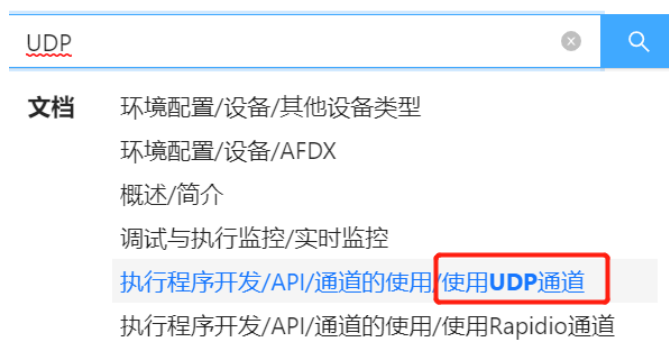 UDP
文档 环境配置/设备/其他设备类型
环境配置/设备/AFDX
概述/简介
调试与执行监控/实时监控
执行程序开发/API/通道的使用/使用UDP通道
执行程序开发/API/通道的使用/使用Rapidio通道